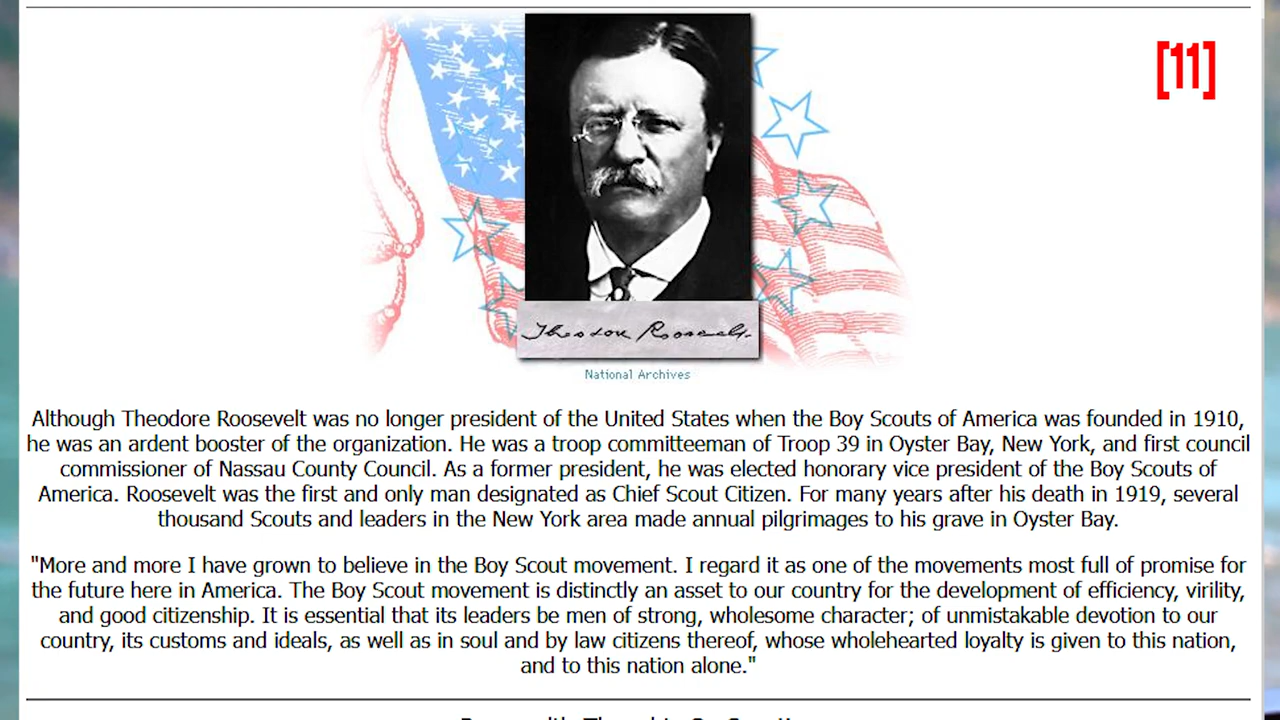 [11]
Theodore Roosevelt.
National Archives
Although Theodore Roosevelt was no longer president of the United States when the Boy Scouts of America was founded in 1910,
he was an ardent booster of the organization. He was a troop committeeman of Troop 39 in Oyster Bay, New York, and first council
commissioner of Nassau County Council. As a former president, he was elected honorary vice president of the Boy Scouts of
America. Roosevelt was the first and only man designated as Chief Scout Citizen. For many years after his death in 1919, several
thousand Scouts and leaders in the New York area made annual pilgrimages to his grave in Oyster Bay.
"More and more I have grown to believe in the Boy Scout movement. I regard it as one of the movements most full of promise for
the future here in America. The Boy Scout movement is distinctly an asset to our country for the development of efficiency, virility,
and good citizenship. It is essential that its leaders be men of strong, wholesome character; of unmistakable devotion to our
country, its customs and ideals, as well as in soul and by law citizens thereof, whose wholehearted loyalty is given to this nation,
and to this nation alone."